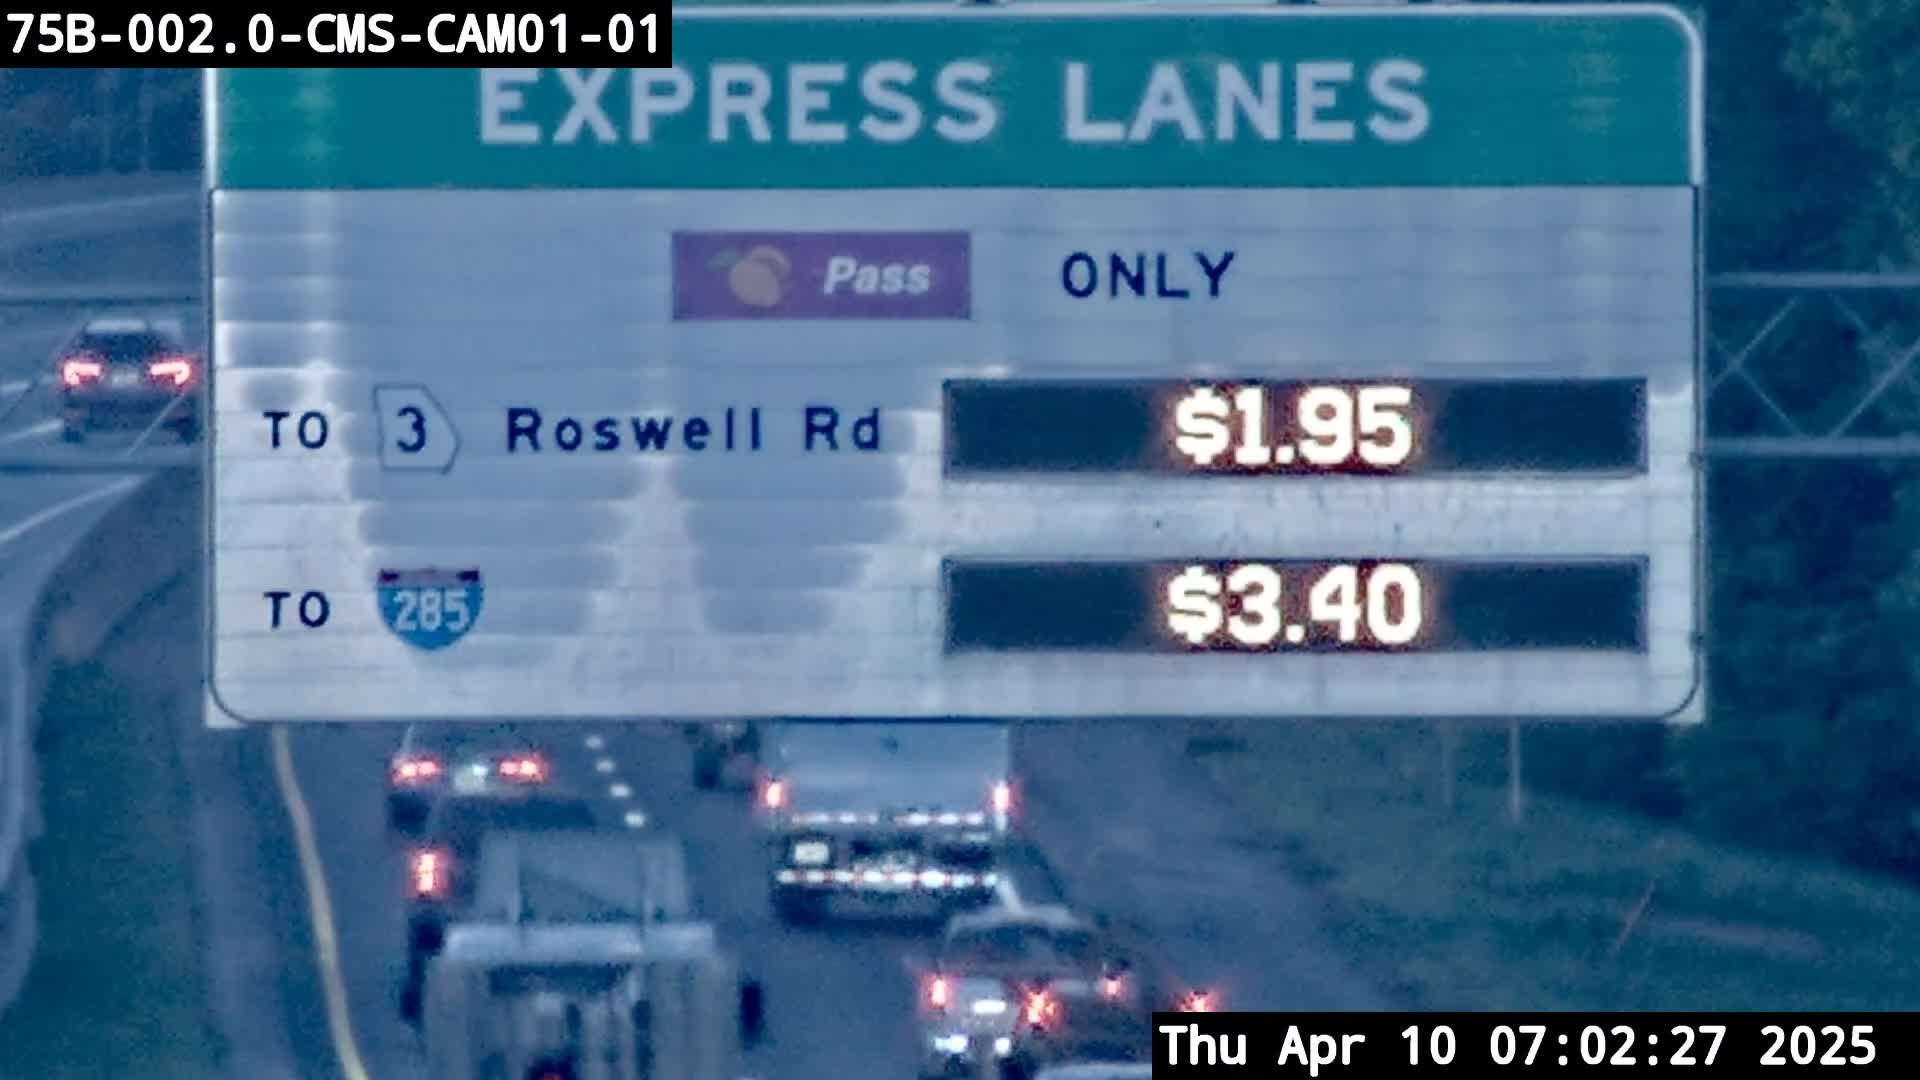 75B-002.0-CMS-CAM01-01
EXPRESS LANES
Pass ONLY
TO 3 Roswell Rd $1.95
TO 285 $3.40
Thu Apr 10 07:02:27 2025